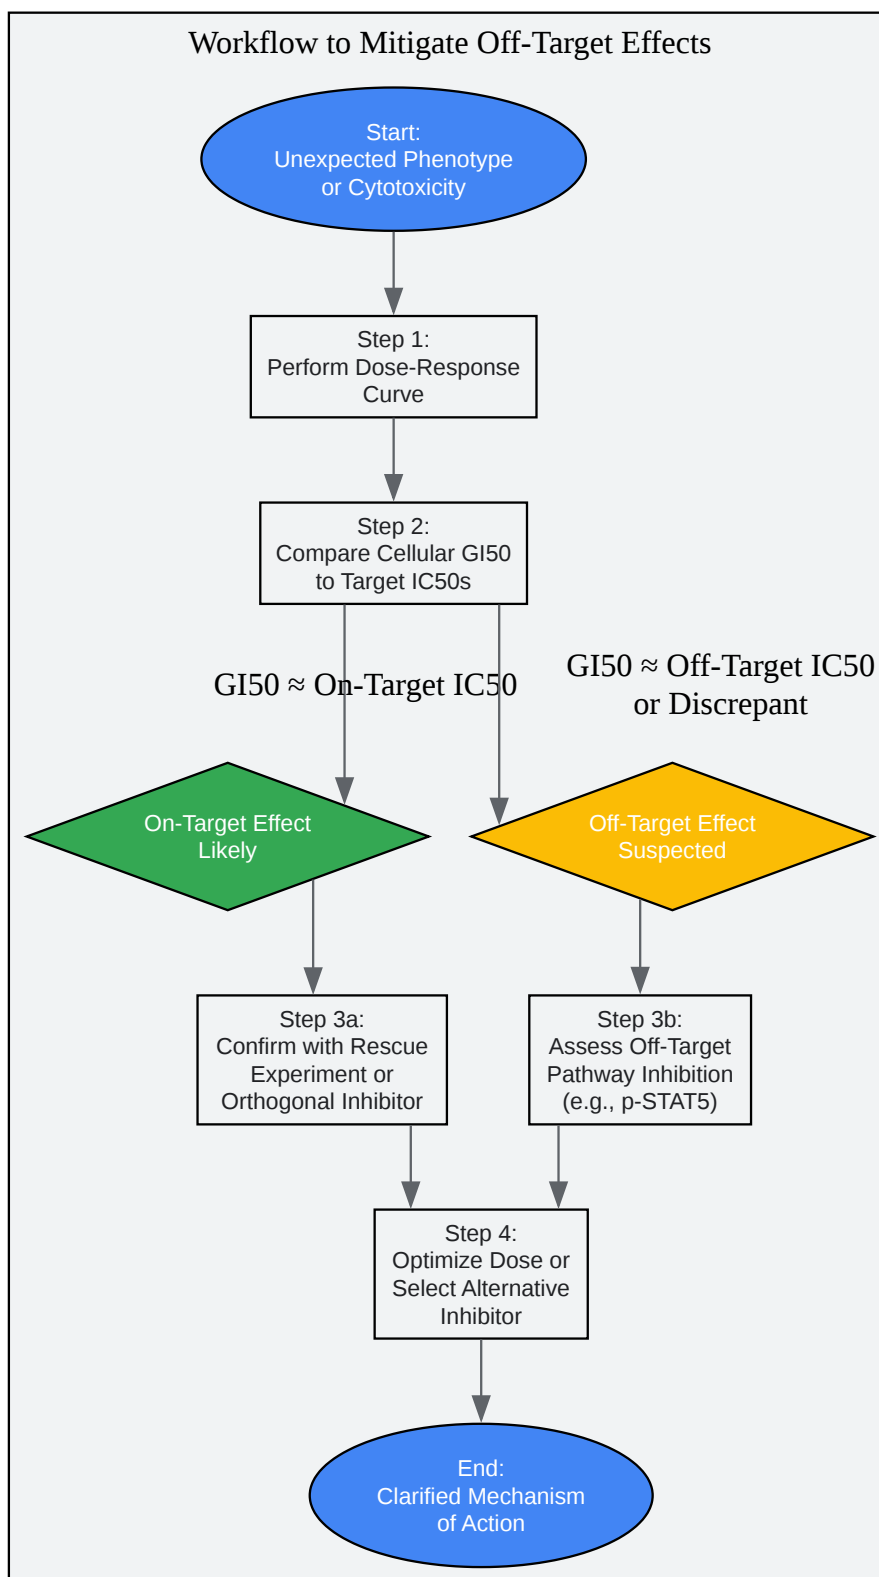 Workflow to Mitigate Off-Target Effects
Start:
Unexpected Phenotype
or Cytotoxicity
Step 1:
Perform Dose-Response
Curve
Step 2:
Compare Cellular GI50
to Target IC50s
GI50 ≈ On-Target IC50
GI50 ≈ Off-Target IC50
or Discrepant
On-Target Effect
Likely
Off-Target Effect
Suspected
Step 3a:
Confirm with Rescue
Experiment or
Orthogonal Inhibitor
Step 3b:
Assess Off-Target
Pathway Inhibition
(e.g., p-STAT5)
Step 4:
Optimize Dose or
Select Alternative
Inhibitor
End:
Clarified Mechanism
of Action